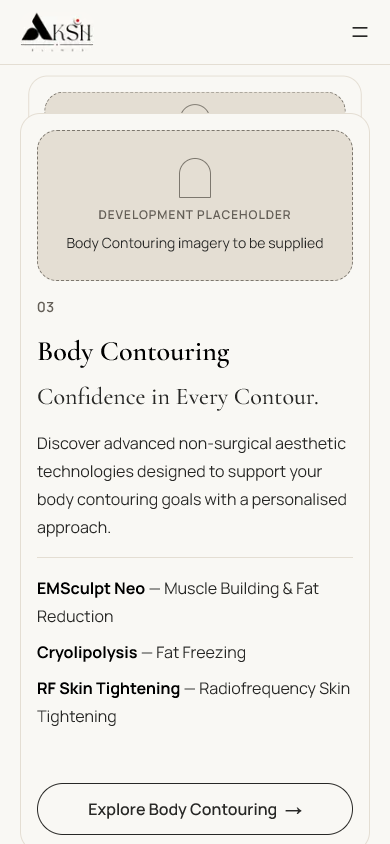 AKSH
DEVELOPMENT PLACEHOLDER
Body Contouring imagery to be supplied
03
Body Contouring
Confidence in Every Contour.
Discover advanced non-surgical aesthetic
technologies designed to support your
body contouring goals with a personalised
approach.
EMSculpt Neo — Muscle Building & Fat
Reduction
Cryolipolysis — Fat Freezing
RF Skin Tightening — Radiofrequency Skin
Tightening
Explore Body Contouring →